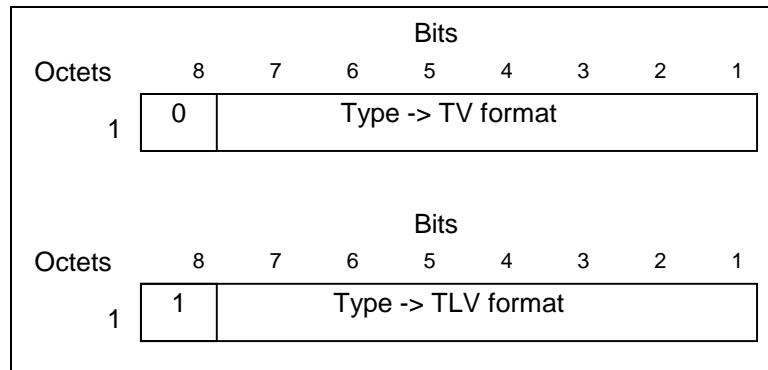 Bits
Octets 8 7 6 5 4 3 2 1
1 0 Type -> TV format
Bits
Octets 8 7 6 5 4 3 2 1
1 1 Type -> TLV format